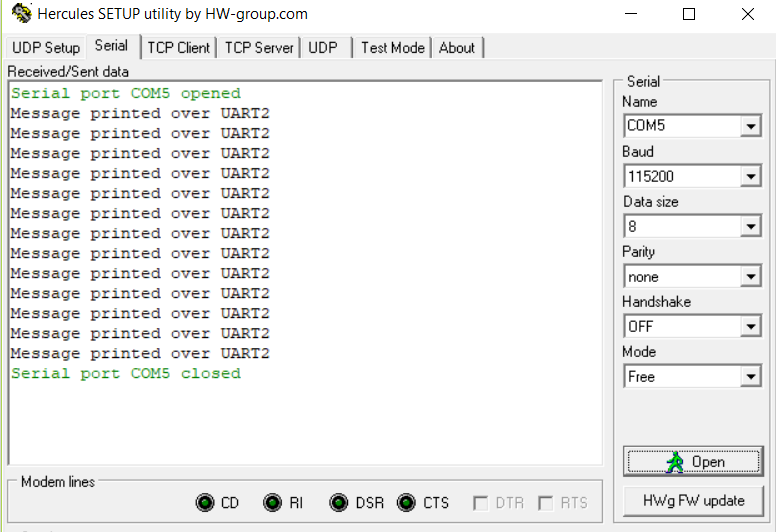 Hercules SETUP utility by HW-group.com
UDP Setup Serial TCP Client TCP Server UDP Test Mode About
Received/Sent data
Serial port COM5 opened
Message printed over UART2
Message printed over UART2
Message printed over UART2
Message printed over UART2
Message printed over UART2
Message printed over UART2
Message printed over UART2
Message printed over UART2
Message printed over UART2
Message printed over UART2
Message printed over UART2
Message printed over UART2
Message printed over UART2
Serial port COM5 closed
Serial
Name
COM5
Baud
115200
Data size
8
Parity
none
Handshake
OFF
Mode
Free
Open
HWg FW update
Modem lines
CD RI DSR CTS DTR RTS